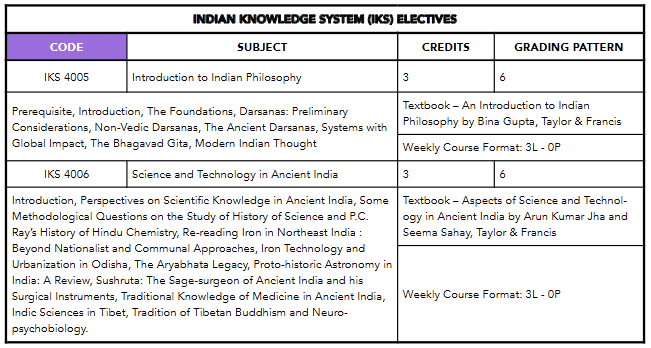 INDIAN KNOWLEDGE SYSTEM (IKS) ELECTIVES
CODE SUBJECT CREDITS GRADING PATTERN
IKS 4005 Introduction to Indian Philosophy 3 6
Prerequisite, Introduction, The Foundations, Darsanas: Preliminary
Considerations, Non-Vedic Darsanas, The Ancient Darsanas, Systems with
Global Impact, The Bhagavad Gita, Modern Indian Thought
Textbook – An Introduction to Indian
Philosophy by Bina Gupta, Taylor & Francis
Weekly Course Format: 3L - 0P
IKS 4006 Science and Technology in Ancient India 3 6
Introduction, Perspectives on Scientific Knowledge in Ancient India, Some
Methodological Questions on the Study of History of Science and P.C.
Ray’s History of Hindu Chemistry, Re-reading Iron in Northeast India :
Beyond Nationalist and Communal Approaches, Iron Technology and
Urbanization in Odisha, The Aryabhata Legacy, Proto-historic Astronomy in
India: A Review, Sushruta: The Sage-surgeon of Ancient India and his
Surgical Instruments, Traditional Knowledge of Medicine in Ancient India,
Indic Sciences in Tibet, Tradition of Tibetan Buddhism and Neuro-
psychobiology.
Textbook – Aspects of Science and Technol-
ogy in Ancient India by Arun Kumar Jha and
Seema Sahay, Taylor & Francis
Weekly Course Format: 3L - 0P